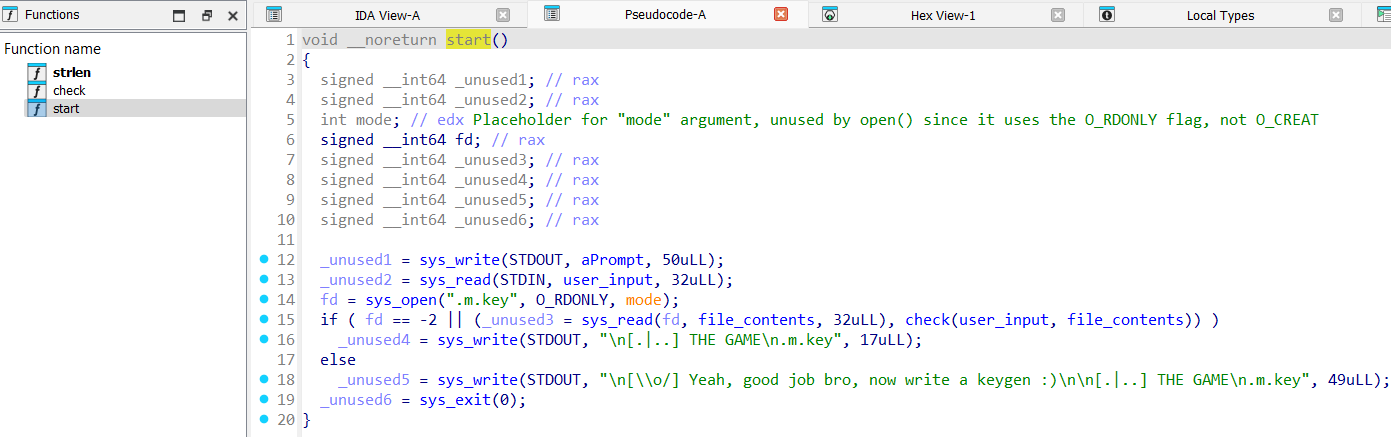 Functions
IDA View-A
Pseudocode-A
Hex View-1
Local Types
Function name
strlen
check
start
1 void __noreturn start()
2 {
3   signed __int64 _unused1; // rax
4   signed __int64 _unused2; // rax
5   int mode; // edx Placeholder for "mode" argument, unused by open() since it uses the O_RDONLY flag, not O_CREAT
6   signed __int64 fd; // rax
7   signed __int64 _unused3; // rax
8   signed __int64 _unused4; // rax
9   signed __int64 _unused5; // rax
10   signed __int64 _unused6; // rax
11
12   _unused1 = sys_write(STDOUT, aPrompt, 50uLL);
13   _unused2 = sys_read(STDIN, user_input, 32uLL);
14   fd = sys_open(".m.key", O_RDONLY, mode);
15   if ( fd == -2 || (_unused3 = sys_read(fd, file_contents, 32uLL), check(user_input, file_contents)) )
16     _unused4 = sys_write(STDOUT, "\n[.|..] THE GAME\n.m.key", 17uLL);
17   else
18     _unused5 = sys_write(STDOUT, "\n[\\o/] Yeah, good job bro, now write a keygen :)\n\n[.|..] THE GAME\n.m.key", 49uLL);
19   _unused6 = sys_exit(0);
20 }